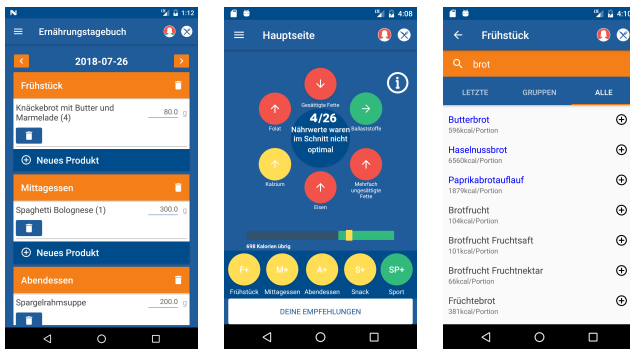 1:12
Ernährungstagebuch
2018-07-26
Frühstück
Knäckebrot mit Butter und
Marmelade (4)
80.0 g
Neues Produkt
Mittagessen
Spaghetti Bolognese (1)
300.0 g
Neues Produkt
Abendessen
Spargelrahmsuppe
200.0 g
4:08
Hauptseite
Gesättigte Fette
Folat
4/26
Nährwerte waren
im Schnitt nicht
optimal
Ballaststoffe
Kalzium
Eisen
Mehrfach
ungesättigte
Fette
698 Kalorien übrig
F+
M+
A+
S+
SP+
Frühstück
Mittagessen
Abendessen
Snack
Sport
DEINE EMPFEHLUNGEN
4:10
Frühstück
brot
LETZTE
GRUPPEN
ALLE
Butterbrot
596kcal/Portion
Haselnussbrot
6560kcal/Portion
Paprikabrotauflauf
1879kcal/Portion
Brotfrucht
104kcal/Portion
Brotfrucht Fruchtsaft
101kcal/Portion
Brotfrucht Fruchtnektar
66kcal/Portion
Früchtebrot
381kcal/Portion